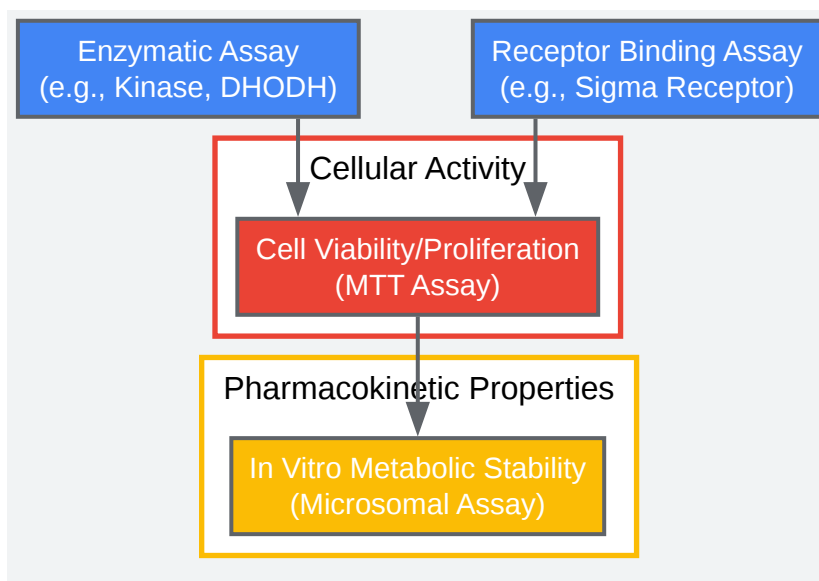 Enzymatic Assay
(e.g., Kinase, DHODH)
Receptor Binding Assay
(e.g., Sigma Receptor)
Cellular Activity
Cell Viability/Proliferation
(MTT Assay)
Pharmacokinetic Properties
In Vitro Metabolic Stability
(Microsomal Assay)